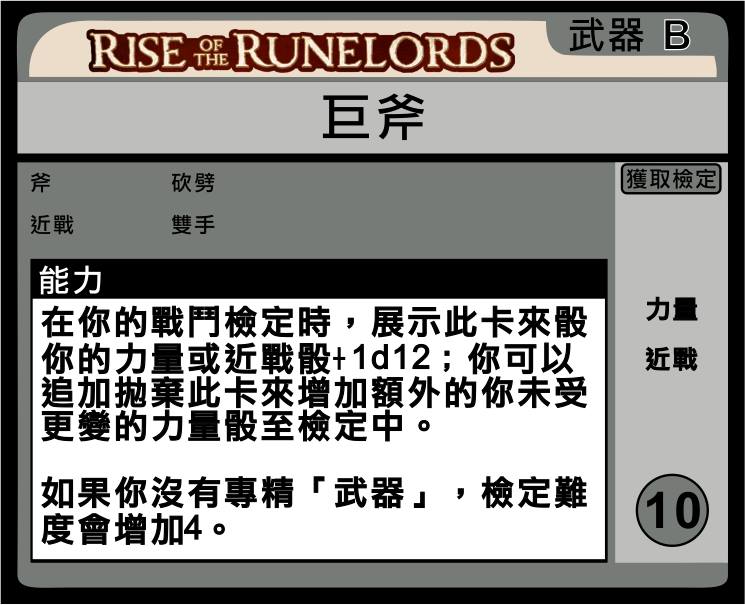 RISE OF THE RUNELORDS
武器 B
巨斧
斧 砍劈
近戰 雙手
獲取檢定
力量
近戰
10
能力
在你的戰鬥檢定時，展示此卡來骰
你的力量或近戰骰+1d12；你可以
追加拋棄此卡來增加額外的你未受
更變的力量骰至檢定中。
如果你沒有專精「武器」，檢定難
度會增加4。